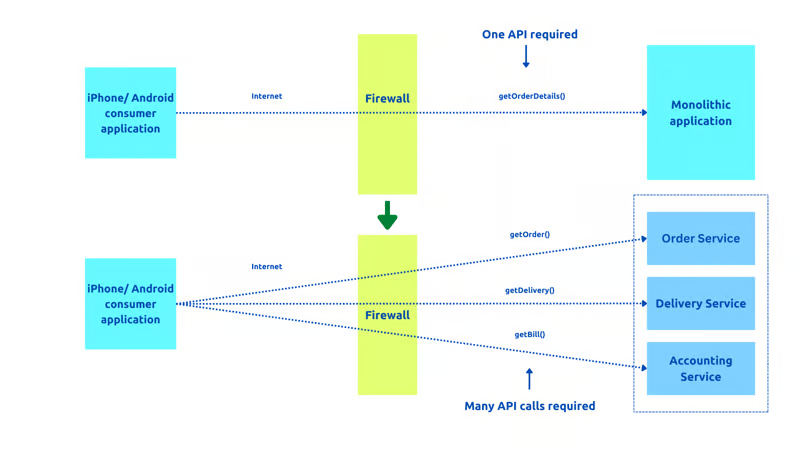 One API required
iPhone/ Android
consumer
application
Internet
Firewall
getOrderDetails()
Monolithic
application
iPhone/ Android
consumer
application
Internet
Firewall
getOrder()
getDelivery()
getBill()
Order Service
Delivery Service
Accounting
Service
Many API calls required